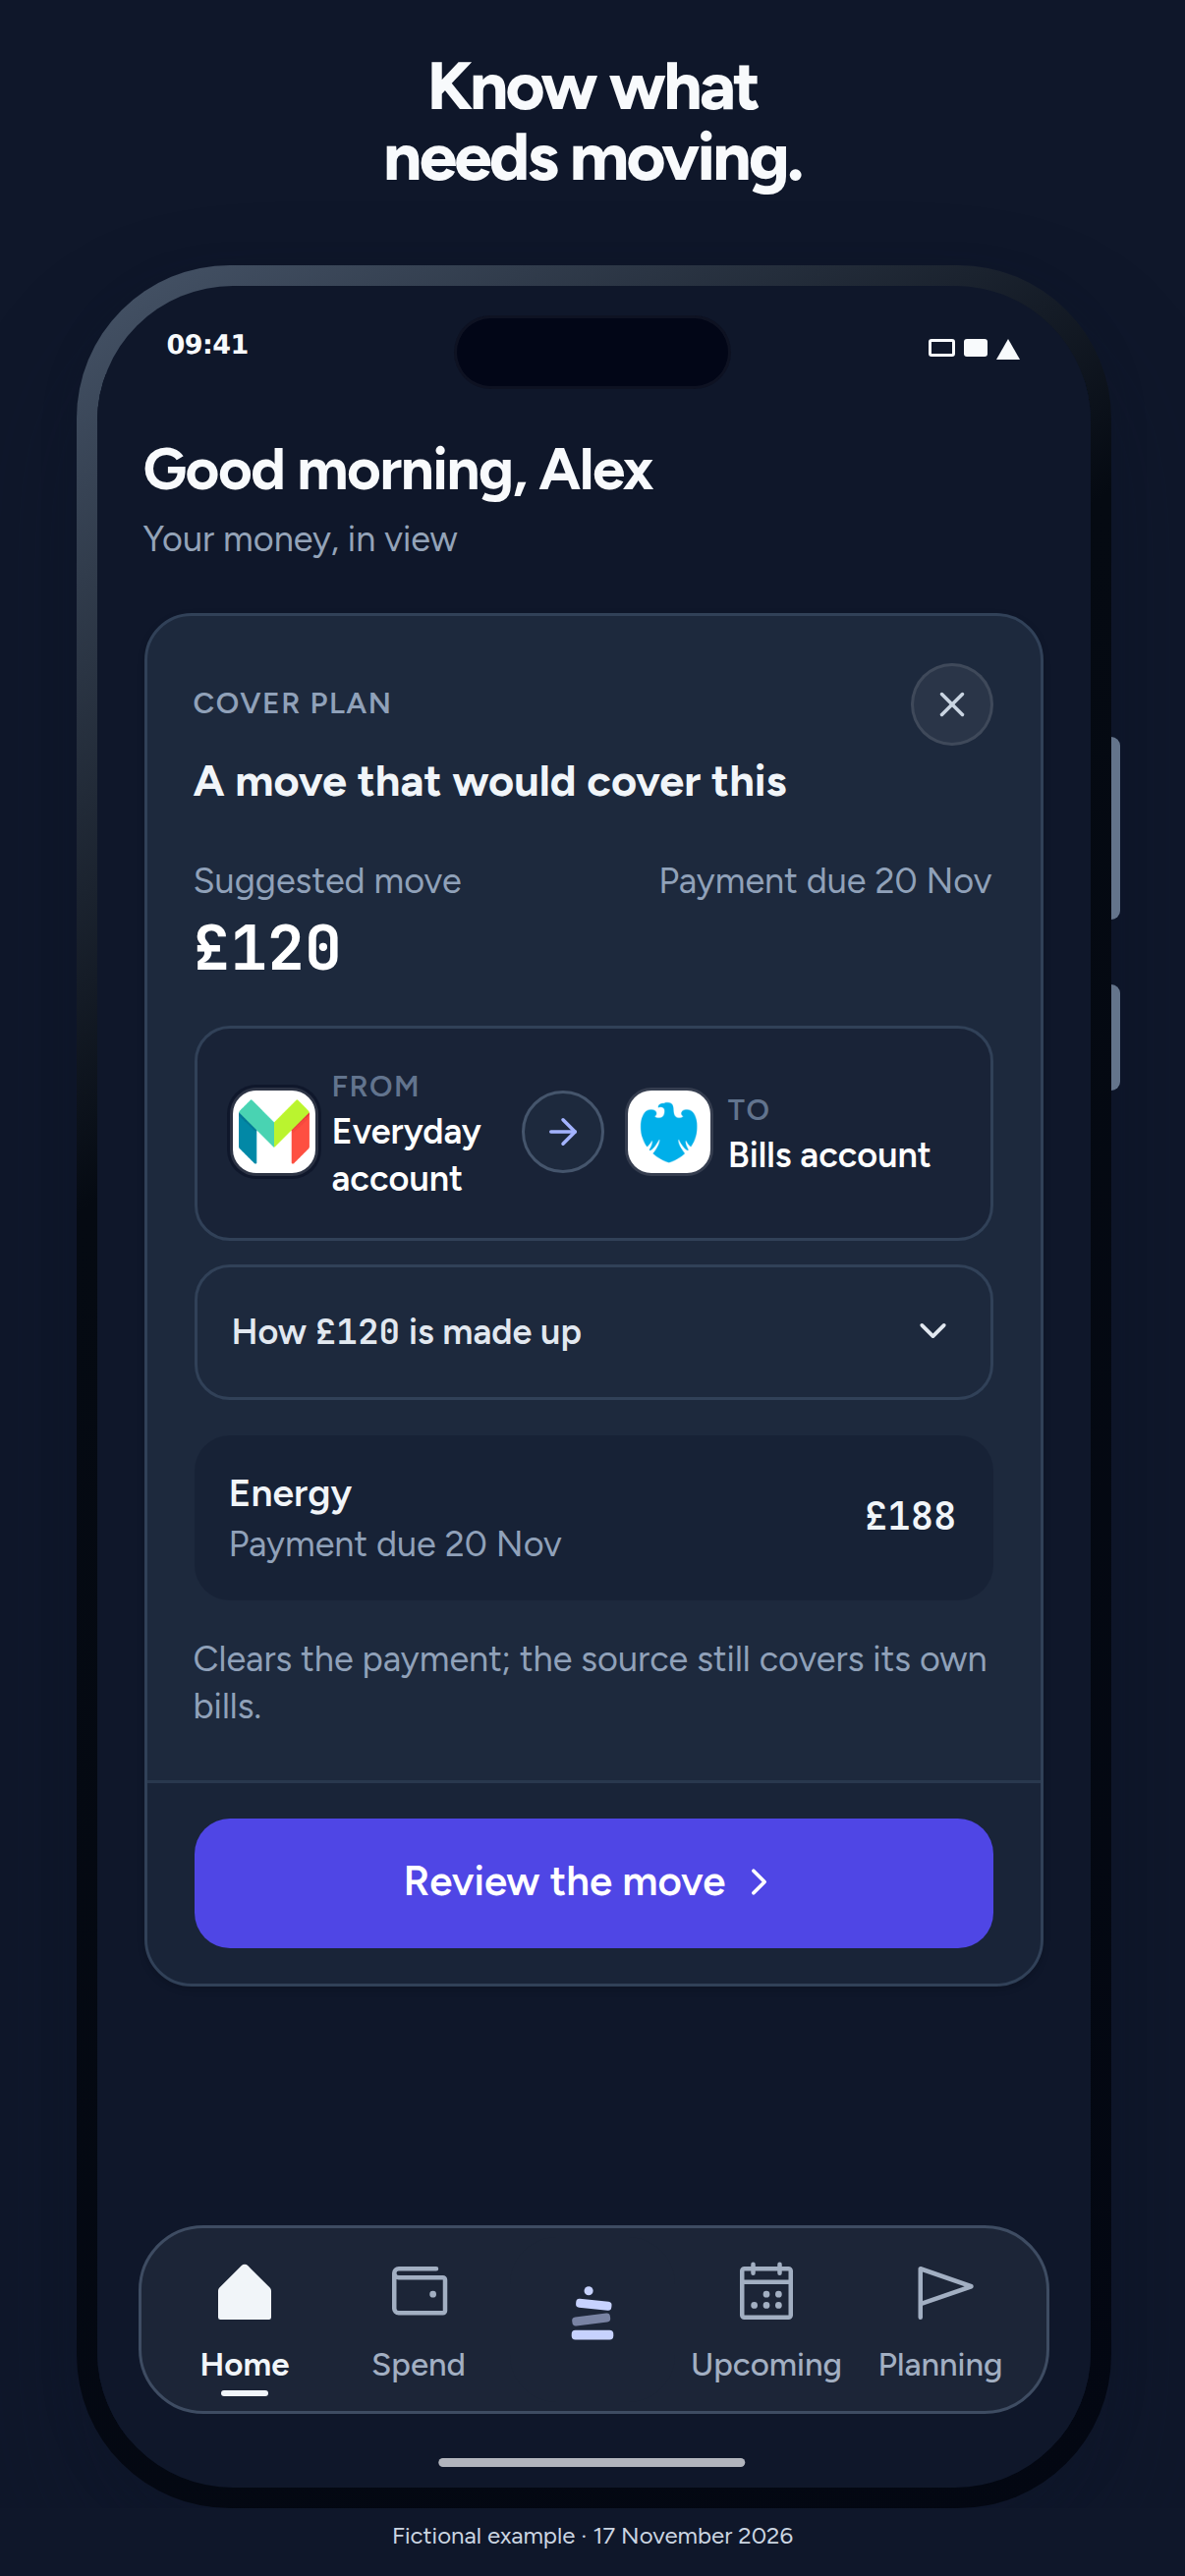 Know what
needs moving.
09:41
Good morning, Alex
Your money, in view
COVER PLAN
A move that would cover this
Suggested move
Payment due 20 Nov
£120
FROM
Everyday
account
TO
Bills account
How £120 is made up
Energy
Payment due 20 Nov
£188
Clears the payment; the source still covers its own
bills.
Review the move
Home
Spend
Upcoming
Planning
Fictional example · 17 November 2026